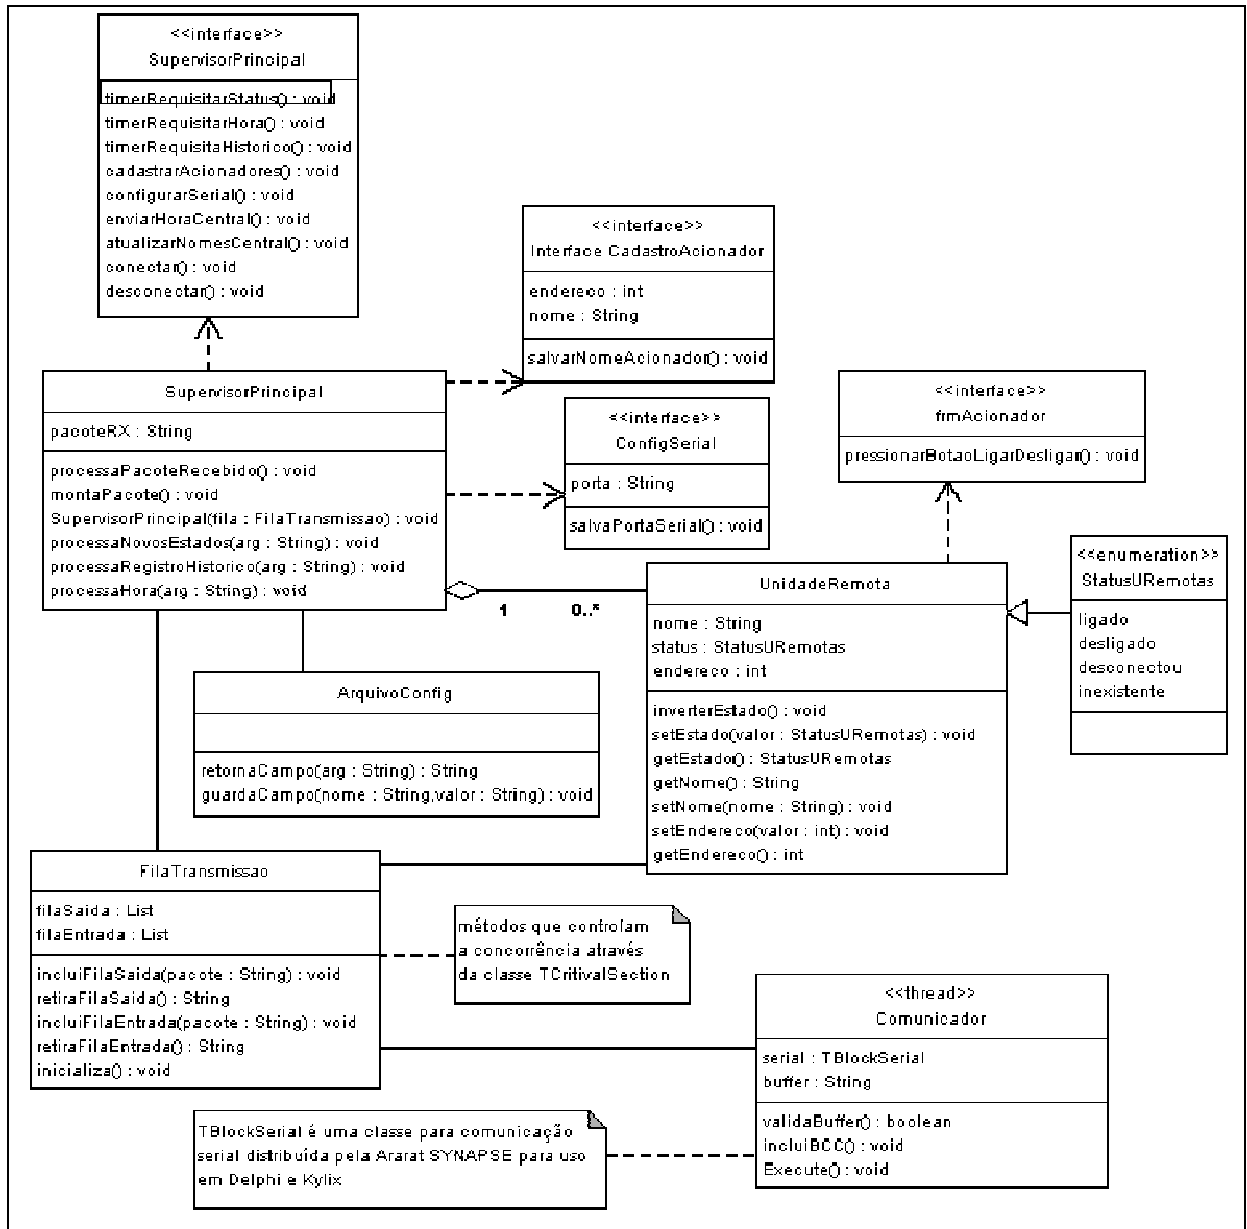 <<interface>>
SupervisorPrincipal
timerRequisitarStatus() : void
timerRequisitarHora() : void
timerRequisitaHistorico() : void
cadastrarAcionadores() : void
configurarSerial() : void
enviarHoraCentral() : void
atualizarNomesCentral() : void
conectar() : void
desconectar() : void
<<interface>>
Interface CadastroAcionador
endereco : int
nome : String
salvarNomeAcionador() : void
SupervisorPrincipal
pacoteRX : String
processaPacoteRecebido() : void
montaPacote() : void
SupervisorPrincipal(fila : FilaTransmissao) : void
processaNovosEstados(arg : String) : void
processaRegistroHistorico(arg : String) : void
processaHora(arg : String) : void
<<interface>>
ConfigSerial
porta : String
salvaPortaSerial() : void
<<interface>>
frmAcionador
pressionarBotaoLigarDesligar() : void
1
0..*
UnidadeRemota
nome : String
status : StatusURemotas
endereco : int
inverterEstado() : void
setEstado(valor : StatusURemotas) : void
getEstado() : StatusURemotas
getNome() : String
setNome(nome : String) : void
setEndereco(valor : int) : void
getEndereco() : int
<<enumeration>>
StatusURemotas
ligado
desligado
desconectou
inexistente
ArquivoConfig
retornaCampo(arg : String) : String
guardaCampo(nome : String,valor : String) : void
FilaTransmissao
filaSaida : List
filaEntrada : List
incluiFilaSaida(pacote : String) : void
retiraFilaSaida() : String
incluiFilaEntrada(pacote : String) : void
retiraFilaEntrada() : String
inicializa() : void
métodos que controlam
a concorrência através
da classe TCritivalSection
<<thread>>
Comunicador
serial : TBlockSerial
buffer : String
validaBuffer() : boolean
incluiBCC() : void
Execute() : void
TBlockSerial é uma classe para comunicação
serial distribuída pela Ararat SYNAPSE para uso
em Delphi e Kylix